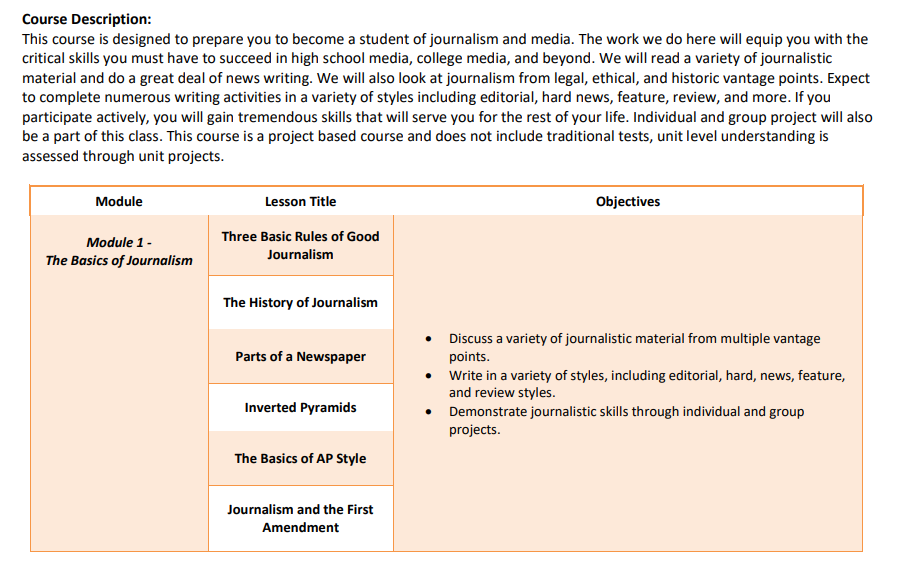 Course Description:
This course is designed to prepare you to become a student of journalism and media. The work we do here will equip you with the
critical skills you must have to succeed in high school media, college media, and beyond. We will read a variety of journalistic
material and do a great deal of news writing. We will also look at journalism from legal, ethical, and historic vantage points. Expect
to complete numerous writing activities in a variety of styles including editorial, hard news, feature, review, and more. If you
participate actively, you will gain tremendous skills that will serve you for the rest of your life. Individual and group project will also
be a part of this class. This course is a project based course and does not include traditional tests, unit level understanding is
assessed through unit projects.
Module
Lesson Title
Objectives
Module 1 -
The Basics of Journalism
Three Basic Rules of Good
Journalism
The History of Journalism
Parts of a Newspaper
Inverted Pyramids
The Basics of AP Style
Journalism and the First
Amendment
• Discuss a variety of journalistic material from multiple vantage
points.
• Write in a variety of styles, including editorial, hard, news, feature,
and review styles.
• Demonstrate journalistic skills through individual and group
projects.